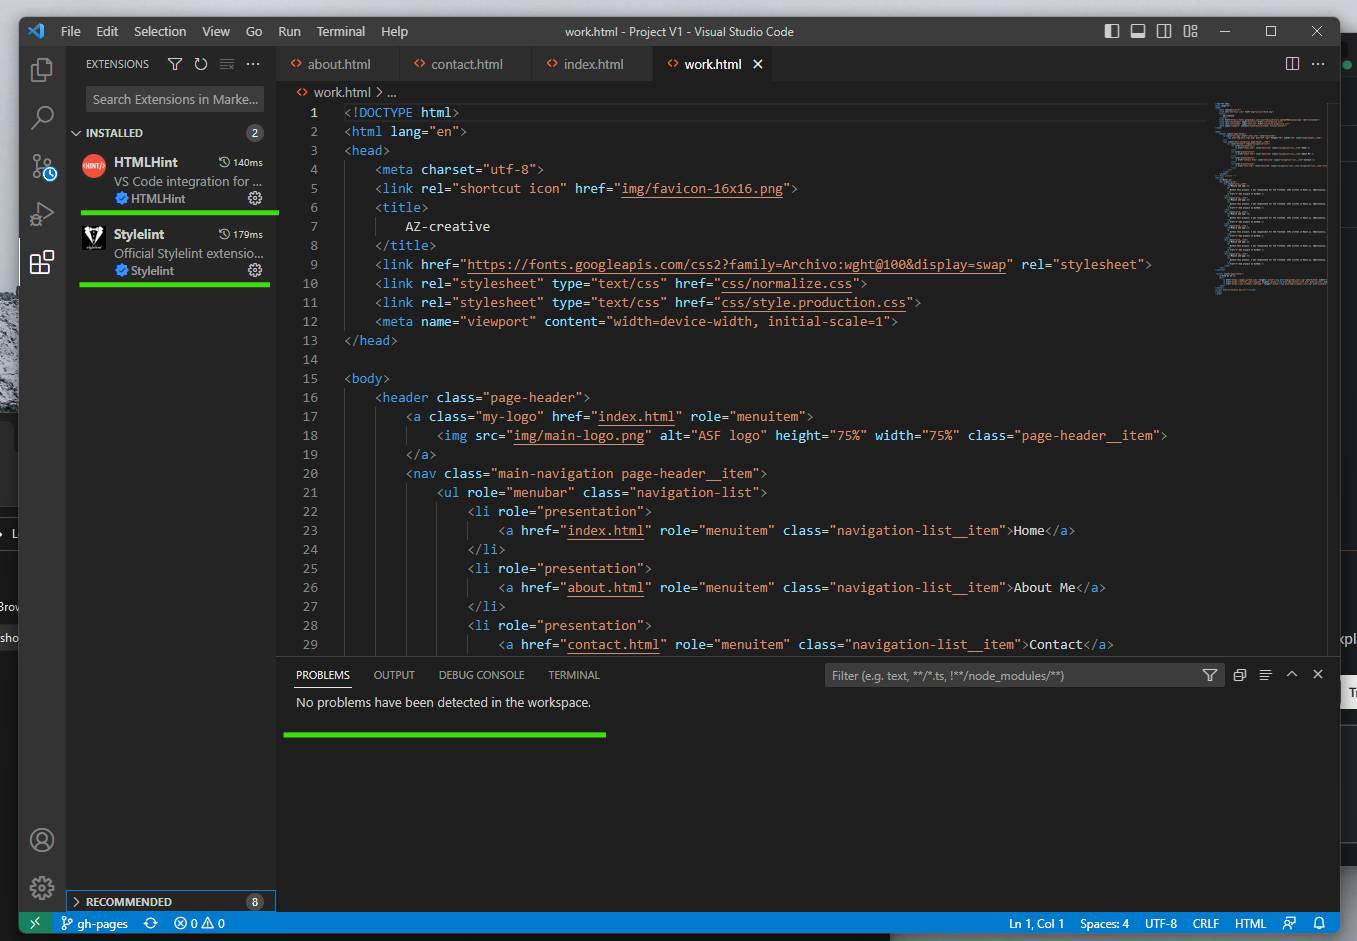 File Edit Selection View Go Run Terminal Help
work.html - Project V1 - Visual Studio Code
EXTENSIONS
Search Extensions in Marke...
INSTALLED 2
HTMLHint 140ms
VS Code integration for ...
HTMLHint
Stylelint 179ms
Official Stylelint extensio...
Stylelint
RECOMMENDED 8
about.html contact.html index.html work.html
work.html > ...
1 <!DOCTYPE html>
2 <html lang="en">
3 <head>
4 <meta charset="utf-8">
5 <link rel="shortcut icon" href="img/favicon-16x16.png">
6 <title>
7 AZ-creative
8 </title>
9 <link href="https://fonts.googleapis.com/css2?family=Archivo:wght@100&display=swap" rel="stylesheet">
10 <link rel="stylesheet" type="text/css" href="css/normalize.css">
11 <link rel="stylesheet" type="text/css" href="css/style.production.css">
12 <meta name="viewport" content="width=device-width, initial-scale=1">
13 </head>
14
15 <body>
16 <header class="page-header">
17 <a class="my-logo" href="index.html" role="menuitem">
18 <img src="img/main-logo.png" alt="ASF logo" height="75%" width="75%" class="page-header__item">
19 </a>
20 <nav class="main-navigation page-header__item">
21 <ul role="menubar" class="navigation-list">
22 <li role="presentation">
23 <a href="index.html" role="menuitem" class="navigation-list__item">Home</a>
24 </li>
25 <li role="presentation">
26 <a href="about.html" role="menuitem" class="navigation-list__item">About Me</a>
27 </li>
28 <li role="presentation">
29 <a href="contact.html" role="menuitem" class="navigation-list__item">Contact</a>
PROBLEMS OUTPUT DEBUG CONSOLE TERMINAL
Filter (e.g. text, **/*.ts, !**/node_modules/**)
No problems have been detected in the workspace.
gh-pages 0 0
Ln 1, Col 1 Spaces: 4 UTF-8 CRLF HTML